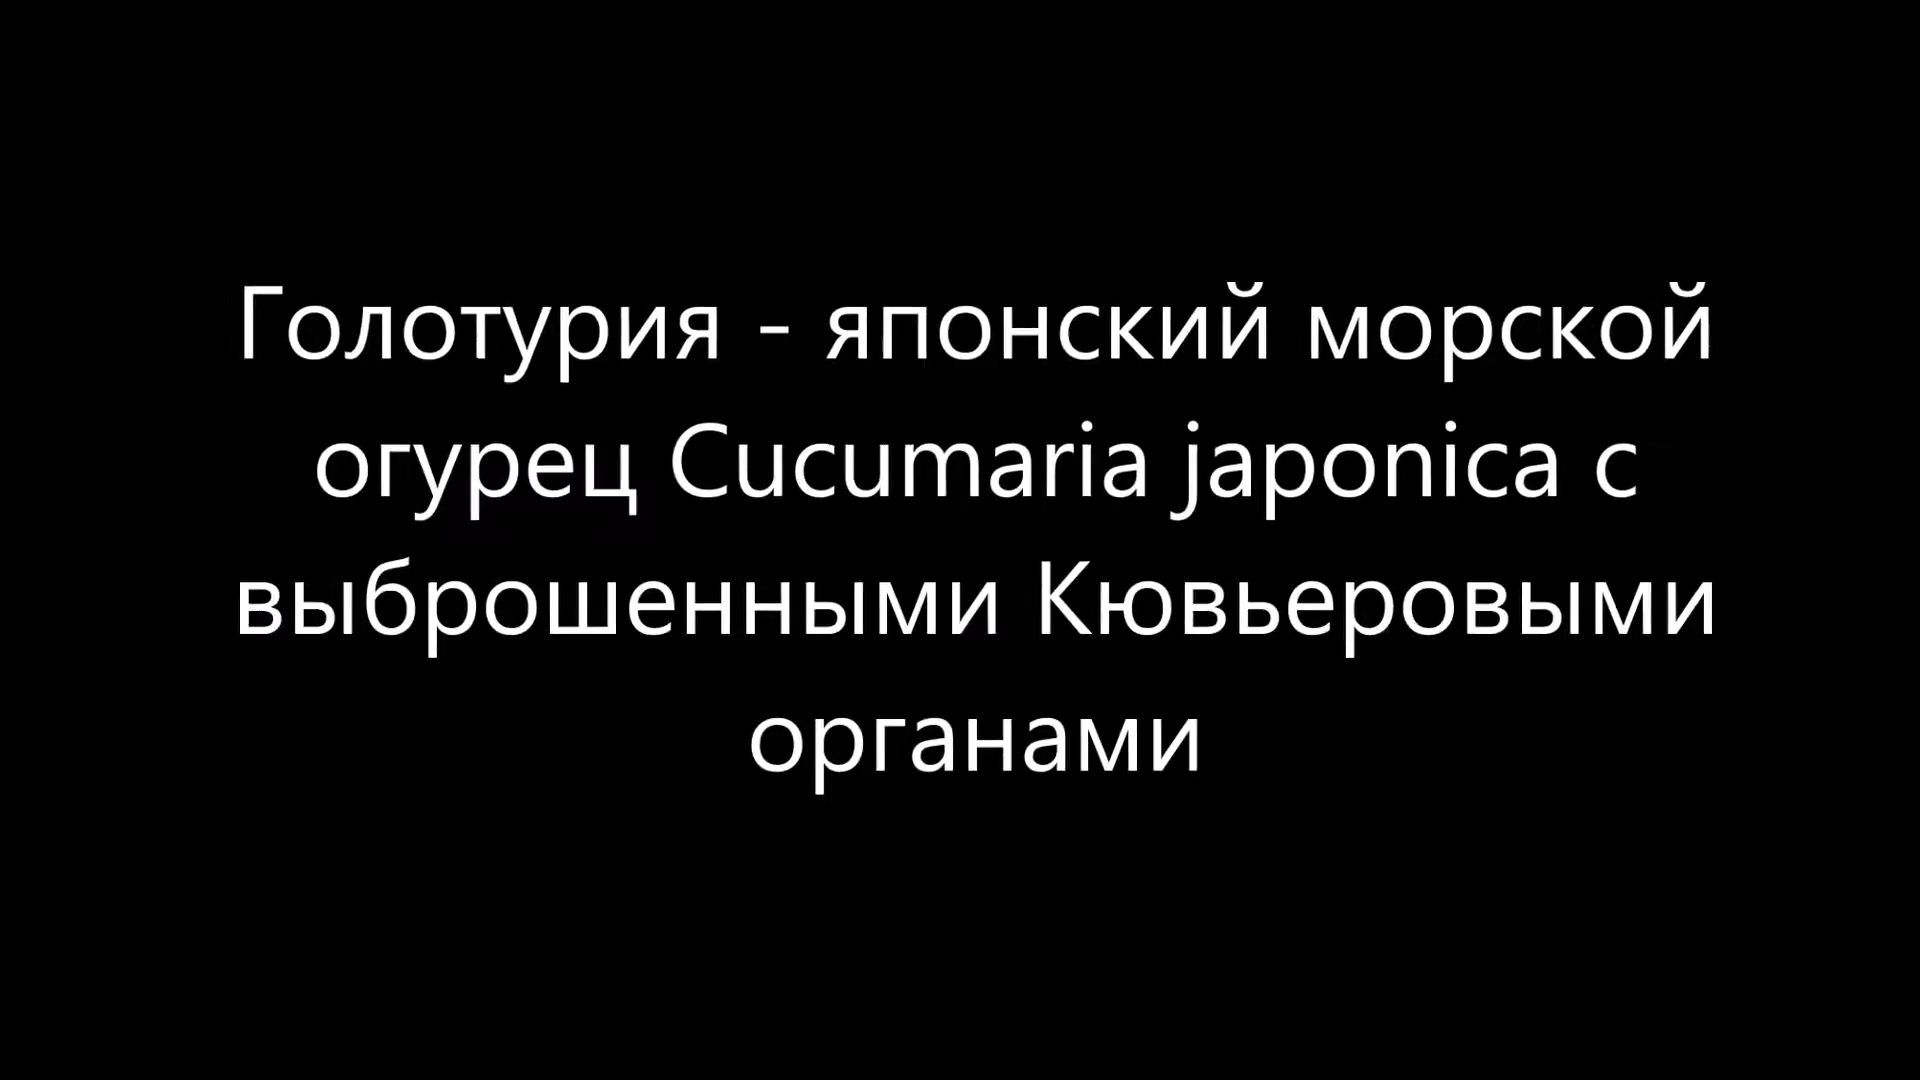 Голотурия - японский морской
огурец Cucumaria japonica с
выброшенными Кювьеровыми
органами